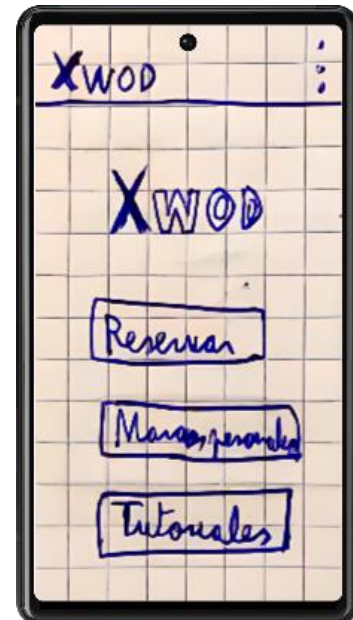 XWOD
XWOD
Reservar
Marcas personales
Tutoriales